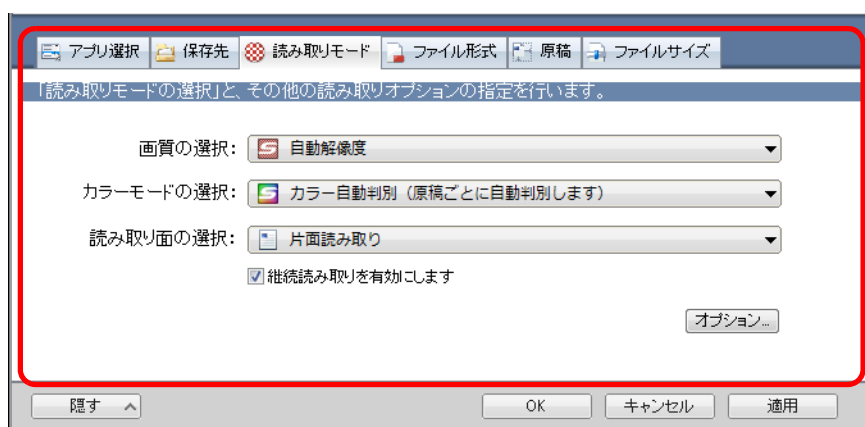 アプリ選択 保存先 読み取りモード ファイル形式 原稿 ファイルサイズ
「読み取りモードの選択」と、その他の読み取りオプションの指定を行います。
画質の選択: 自動解像度
カラーモードの選択: カラー自動判別（原稿ごとに自動判別します）
読み取り面の選択: 片面読み取り
継続読み取りを有効にします
オプション...
隠す OK キャンセル 適用